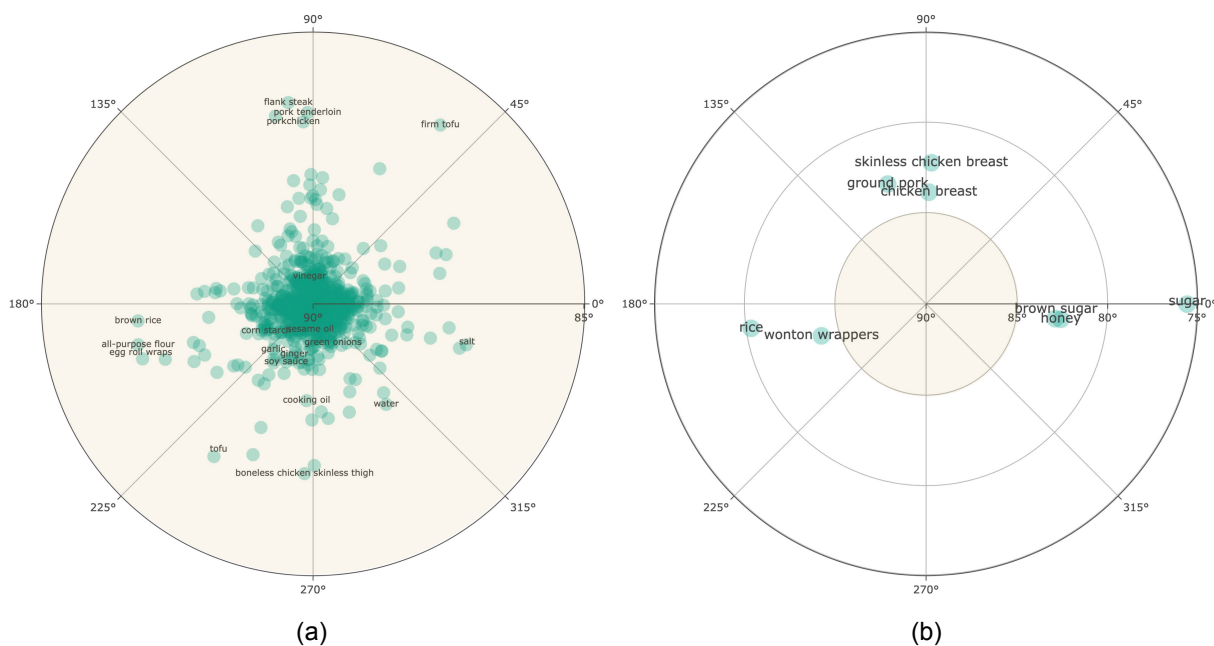 90°
135°
45°
flank steak
pork tenderloin
porkchicken
firm tofu
vinegar
180°
0°
90°
85°
brown rice
corn starch
sesame oil
green onions
salt
all-purpose flour
egg roll wraps
garlic
ginger
soy sauce
cooking oil
water
tofu
boneless chicken skinless thigh
225°
315°
270°
(a)
90°
135°
45°
skinless chicken breast
ground pork
chicken breast
180°
0°
sugar
brown sugar
honey
rice
wonton wrappers
90°
85°
80°
75°
225°
315°
270°
(b)